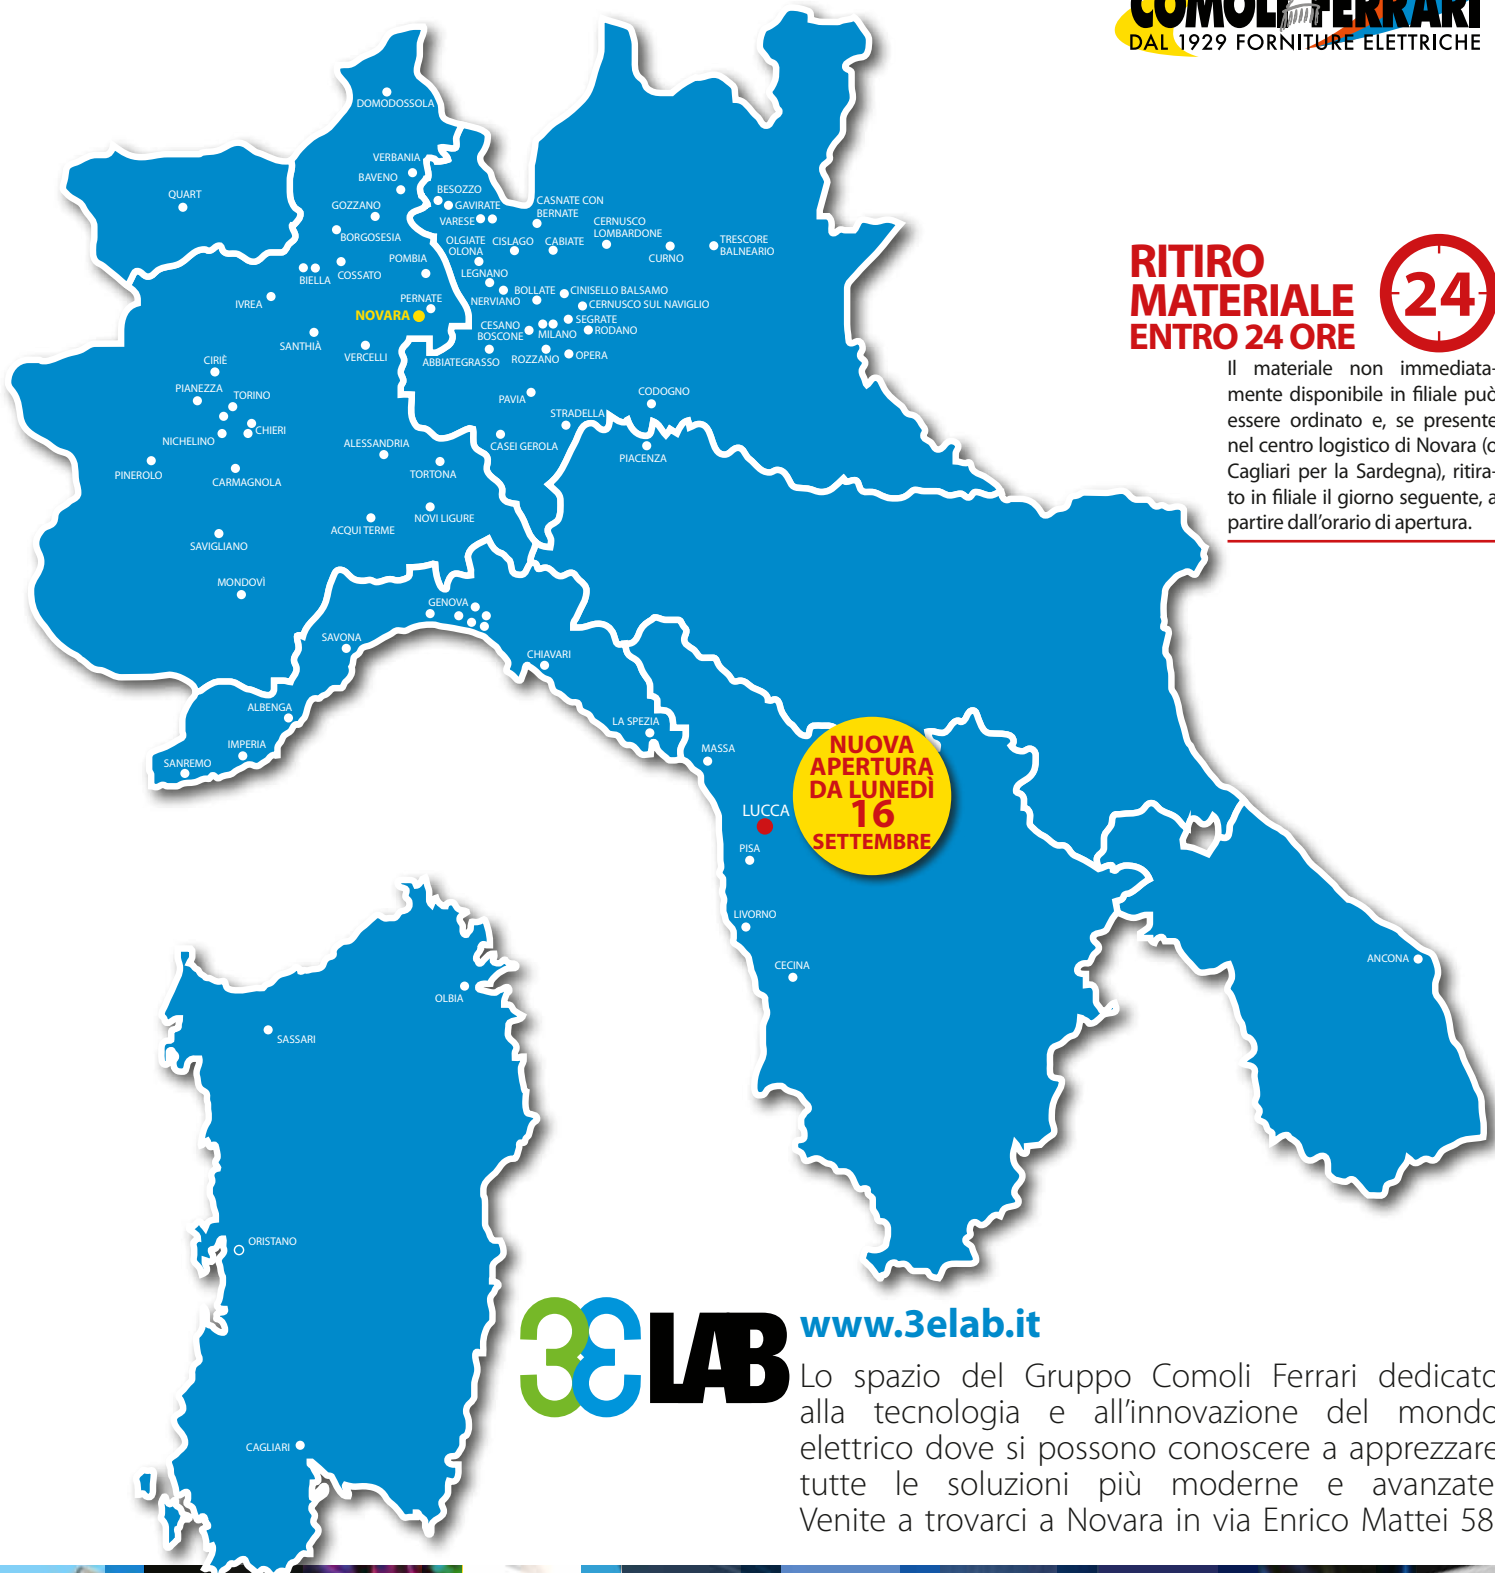 COMOLI FERRARI
DAL 1929 FORNITURE ELETTRICHE
DOMODOSSOLA
VERBANIA
BAVENO
QUART
GOZZANO
BORGOSESIA
POMBIA
BIELLA
COSSATO
IVREA
PERNATE
NOVARA
SANTHIÀ
VERCELLI
CIRIÈ
PIANEZZA
TORINO
NICHELINO
CHIERI
PINEROLO
CARMAGNOLA
ALESSANDRIA
TORTONA
ACQUI TERME
NOVI LIGURE
SAVIGLIANO
MONDOVÌ
BESOZZO
GAVIRATE
VARESE
CASNATE CON
BERNATE
CERNUSCO
LOMBARDONE
OLGIATE
OLONA
CISLAGO
CABIATE
CURNO
TRESCORE
BALNEARIO
LEGNANO
NERVIANO
BOLLATE
CINISELLO BALSAMO
CERNUSCO SUL NAVIGLIO
SEGRATE
CESANO
BOSCONE
MILANO
RODANO
ABBIATEGRASSO
ROZZANO
OPERA
PAVIA
CODOGNO
STRADELLA
CASEI GEROLA
PIACENZA
GENOVA
SAVONA
CHIAVARI
ALBENGA
IMPERIA
SANREMO
LA SPEZIA
MASSA
LUCCA
PISA
LIVORNO
CECINA
ANCONA
NUOVA
APERTURA
DA LUNEDÌ
16
SETTEMBRE
RITIRO
MATERIALE
ENTRO 24 ORE
24
Il materiale non immediata-
mente disponibile in filiale può
essere ordinato e, se presente
nel centro logistico di Novara (o
Cagliari per la Sardegna), ritira-
to in filiale il giorno seguente, a
partire dall'orario di apertura.
OLBIA
SASSARI
ORISTANO
CAGLIARI
3E LAB
www.3elab.it
Lo spazio del Gruppo Comoli Ferrari dedicato
alla tecnologia e all'innovazione del mondo
elettrico dove si possono conoscere a apprezzare
tutte le soluzioni più moderne e avanzate
Venite a trovarci a Novara in via Enrico Mattei 58